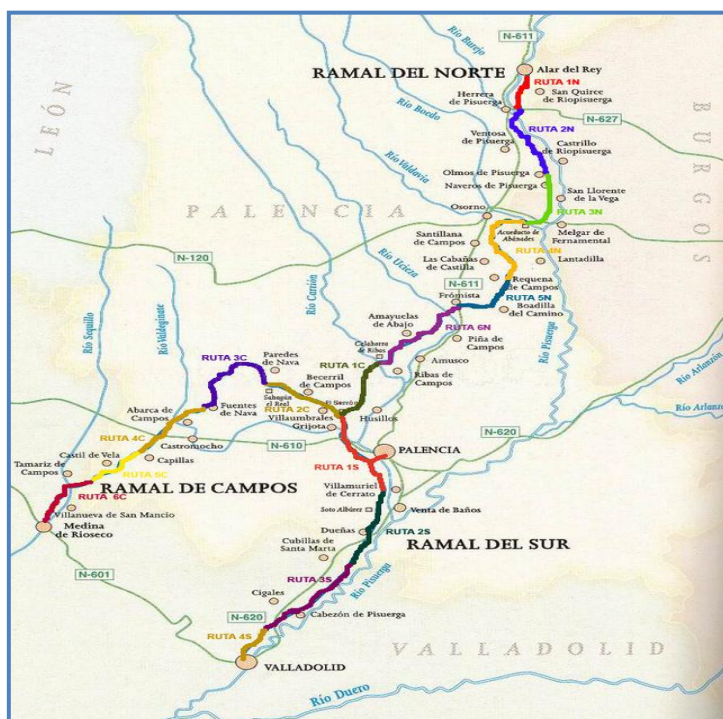 N-611
RAMAL DEL NORTE
Alar del Rey
RUTA 1N
San Quirce
de Riopisuerga
Río Burejo
Herrera
de Pisuerga
N-627
Río Boedo
RUTA 2N
Ventosa
de Pisuerga
Castrillo
de Riopisuerga
LEÓN
BURGOS
Río Valdavia
Olmos de Pisuerga
Naveros de Pisuerga
San Llorente
de la Vega
PALENCIA
Osorno
RUTA 3N
Acueducto de
Abánades
Melgar de
Fernamental
Santillana
de Campos
RUTA 4N
N-120
Las Cabañas
de Castilla
Lantadilla
Río Ucieza
Requena
de Campos
N-611
Río Carrión
Frómista
RUTA 5N
Boadilla
del Camino
Río Sequillo
Río Valdeginate
Amayuelas
de Abajo
RUTA 6N
Río Pisuerga
Calahorra
de Ribas
Piña de
Campos
RUTA 3C
Paredes
de Nava
RUTA 1C
Amusco
Ribas de
Campos
Río Arlanzón
Becerril
de Campos
Sahagún
el Real
El Serrón
RUTA 2C
Abarca de
Campos
Fuentes
de Nava
Villaumbrales
Grijota
Husillos
RUTA 4C
N-610
N-620
Castromocho
PALENCIA
Castil de Vela
Capillas
Tamariz de
Campos
RUTA 5C
RUTA 1S
RAMAL DE CAMPOS
RUTA 6C
Villamuriel
de Cerrato
Villanueva de San Mancio
Soto Albúrez
Venta de Baños
Medina
de Rioseco
Dueñas
RUTA 2S
RAMAL DEL SUR
Cubillas de
Santa Marta
N-601
RUTA 3S
Río Pisuerga
Cigales
N-620
Cabezón de Pisuerga
RUTA 4S
VALLADOLID
VALLADOLID
Río Duero